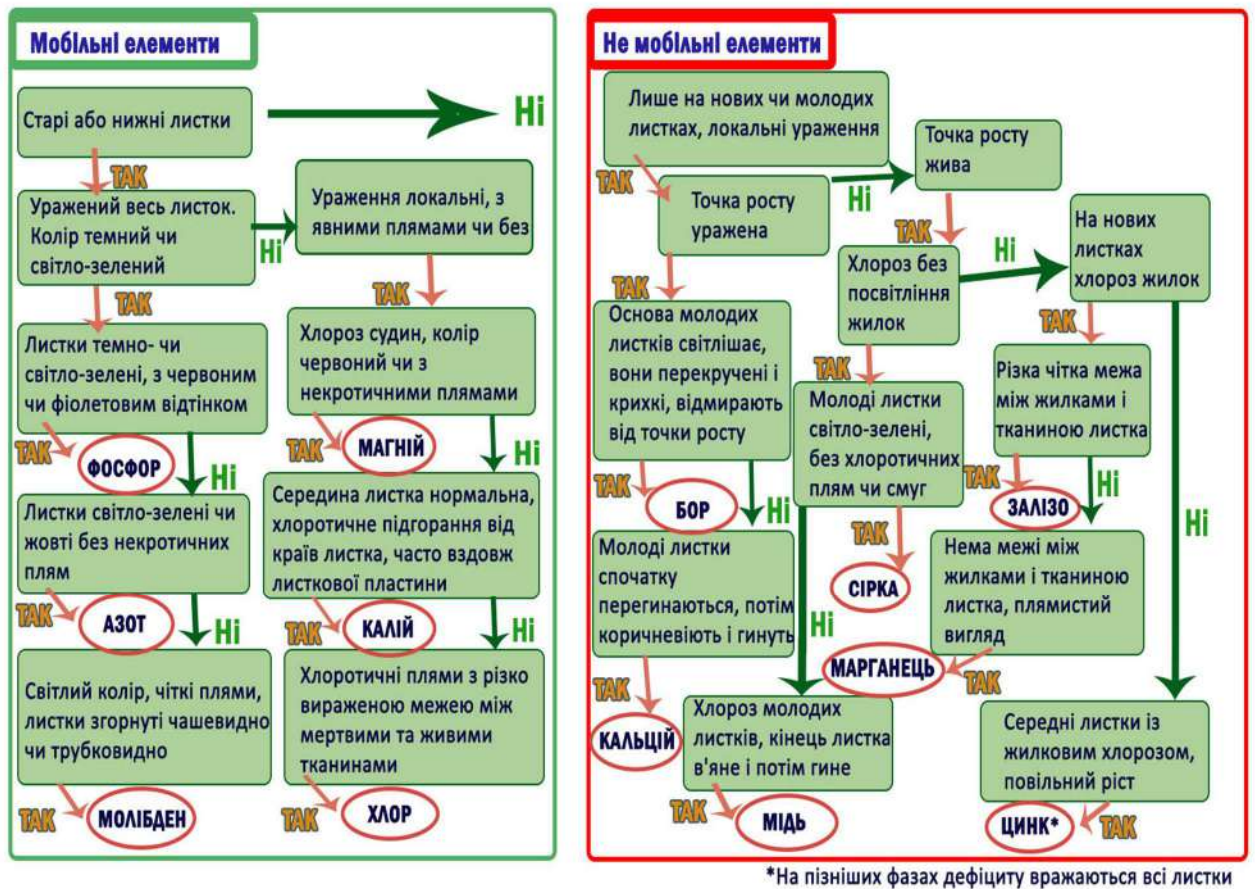 Мобільні елементи
Старі або нижні листки
Ні
ТАК
Уражений весь листок.
Колір темний чи
світло-зелений
Ні
Ураження локальні, з
явними плямами чи без
ТАК
ТАК
Листки темно- чи
світло-зелені, з червоним
чи фіолетовим відтінком
Хлороз судин, колір
червоний чи з
некротичними плямами
ТАК
ФОСФОР
Ні
ТАК
МАГНІЙ
Ні
Листки світло-зелені чи
жовті без некротичних
плям
Середина листка нормальна,
хлоротичне підгорання від
країв листка, часто вздовж
листкової пластини
ТАК
АЗОТ
Ні
ТАК
КАЛІЙ
Ні
Світлий колір, чіткі плями,
листки згорнуті чашевидно
чи трубковидно
Хлоротичні плями з різко
вираженою межею між
мертвими та живими
тканинами
ТАК
МОЛІБДЕН
ТАК
ХЛОР
Не мобільні елементи
Лише на нових чи молодих
листках, локальні ураження
ТАК
Точка росту
уражена
Ні
Точка росту
жива
ТАК
ТАК
Хлороз без
посвітління
жилок
Ні
На нових
листках
хлороз жилок
Основа молодих
листків світлішає,
вони перекручені і
крихкі, відмирають
від точки росту
ТАК
ТАК
Молоді листки
світло-зелені,
без хлоротичних
плям чи смуг
Різка чітка межа
між жилками і
тканиною листка
ТАК
БОР
Ні
ТАК
ЗАЛІЗО
Ні
Ні
Молоді листки
спочатку
перегинаються, потім
коричневіють і гинуть
Ні
ТАК
СІРКА
Нема межі між
жилками і тканиною
листка, плямистий
вигляд
ТАК
КАЛЬЦІЙ
МАРГАНЕЦЬ
ТАК
Хлороз молодих
листків, кінець листка
в'яне і потім гине
Середні листки із
жилковим хлорозом,
повільний ріст
ТАК
МІДЬ
ЦИНК*
ТАК
*На пізніших фазах дефіциту вражаються всі листки